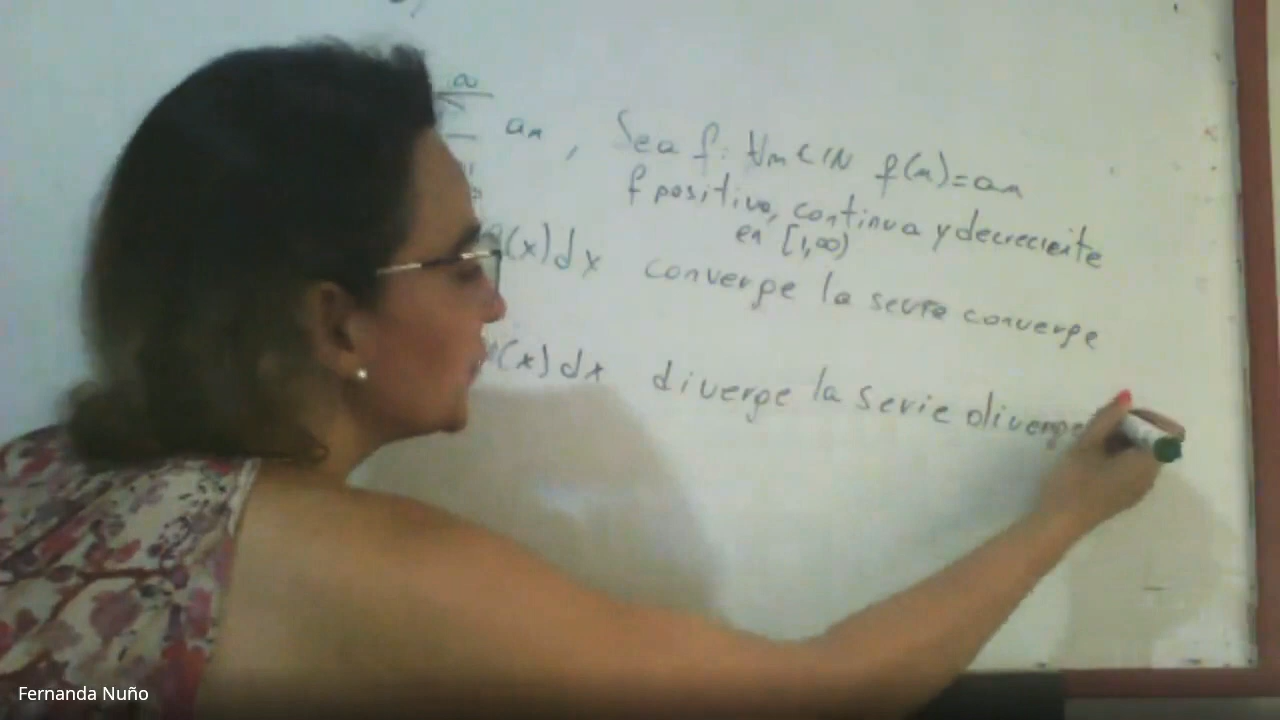 ∞
an , Sea f: ∀n∈ℕ f(n)=an
f positiva, continua y decreciente
en [1,∞)
(x)dx converge la serie converge
(x)dx diverge la serie diverge
Fernanda Nuño